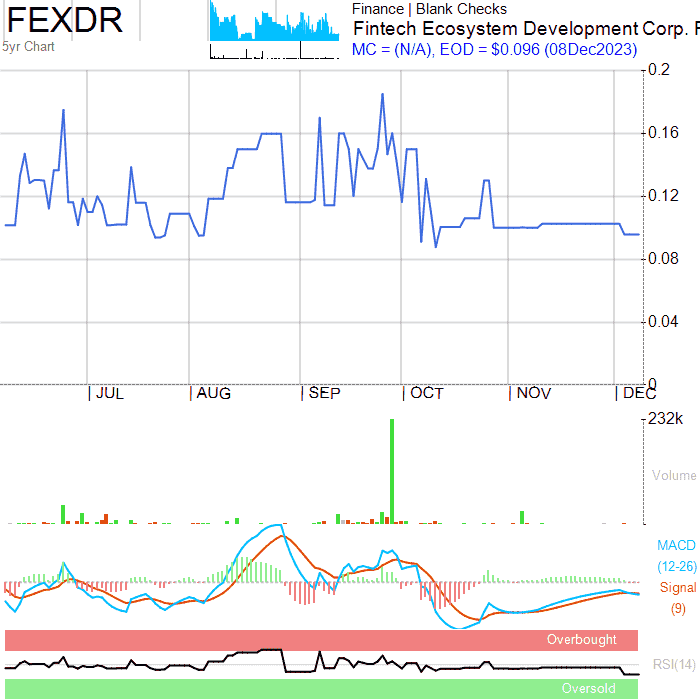 FEXDR
5yr Chart
Finance | Blank Checks
Fintech Ecosystem Development Corp. F
MC = (N/A), EOD = $0.096 (08Dec2023)
0.2
0.16
0.12
0.08
0.04
0
JUL AUG SEP OCT NOV DEC
232k
Volume
MACD
(12-26)
Signal
(9)
Overbought
RSI(14)
Oversold